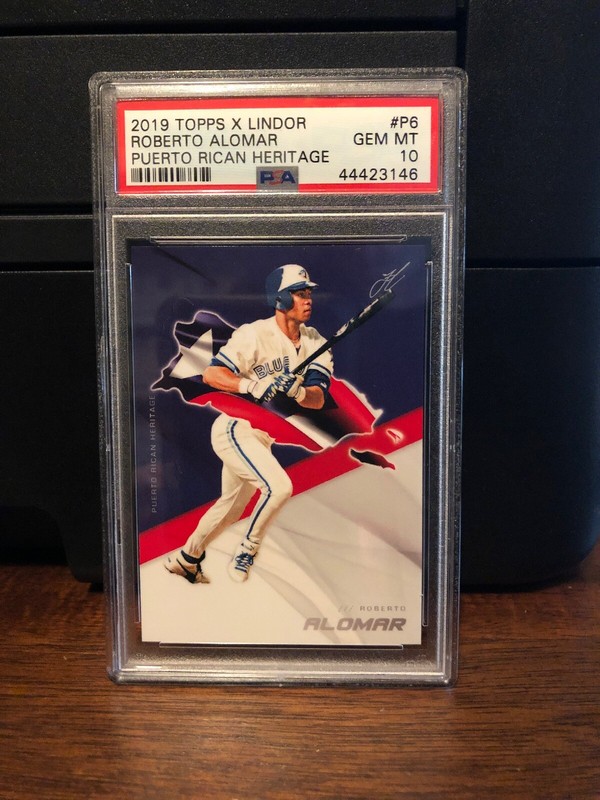 2019 TOPPS X LINDOR #P6
ROBERTO ALOMAR GEM MT
PUERTO RICAN HERITAGE 10
PSA 44423146
BLUE
PUERTO RICAN HERITAGE
/// ROBERTO
ALOMAR